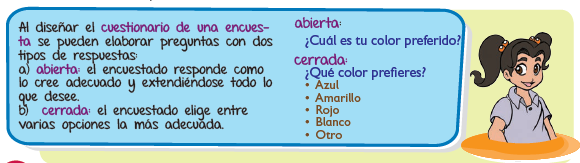 Al diseñar el cuestionario de una encues-
ta se pueden elaborar preguntas con dos
tipos de respuestas:
a) abierta: el encuestado responde como
lo cree adecuado y extendiéndose todo lo
que desee.
b) cerrada: el encuestado elige entre
varias opciones la más adecuada.
abierta:
¿Cuál es tu color preferido?
cerrada:
¿Qué color prefieres?
• Azul
• Amarillo
• Rojo
• Blanco
• Otro